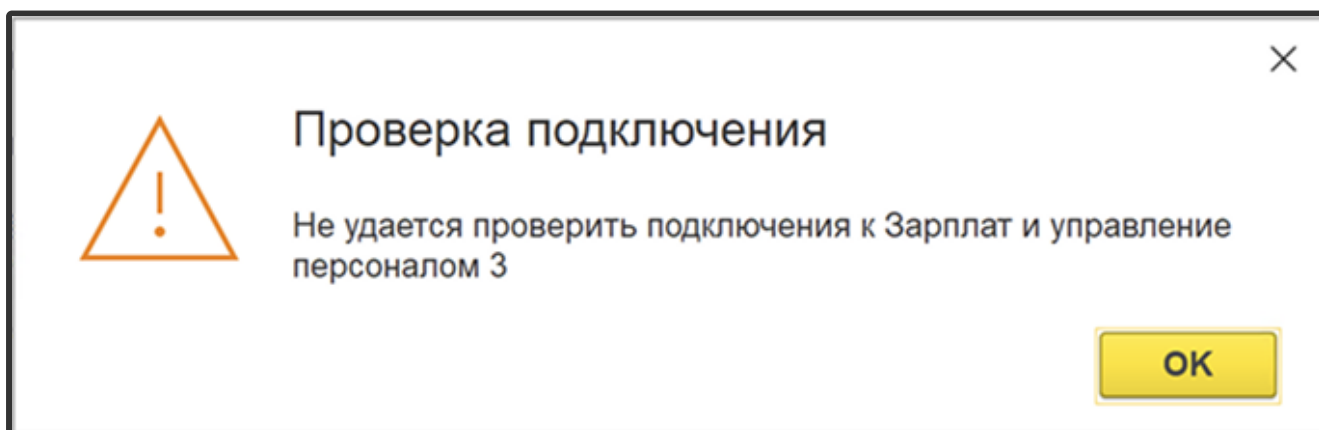 Проверка подключения
Не удается проверить подключения к Зарплат и управление
персоналом 3
OK